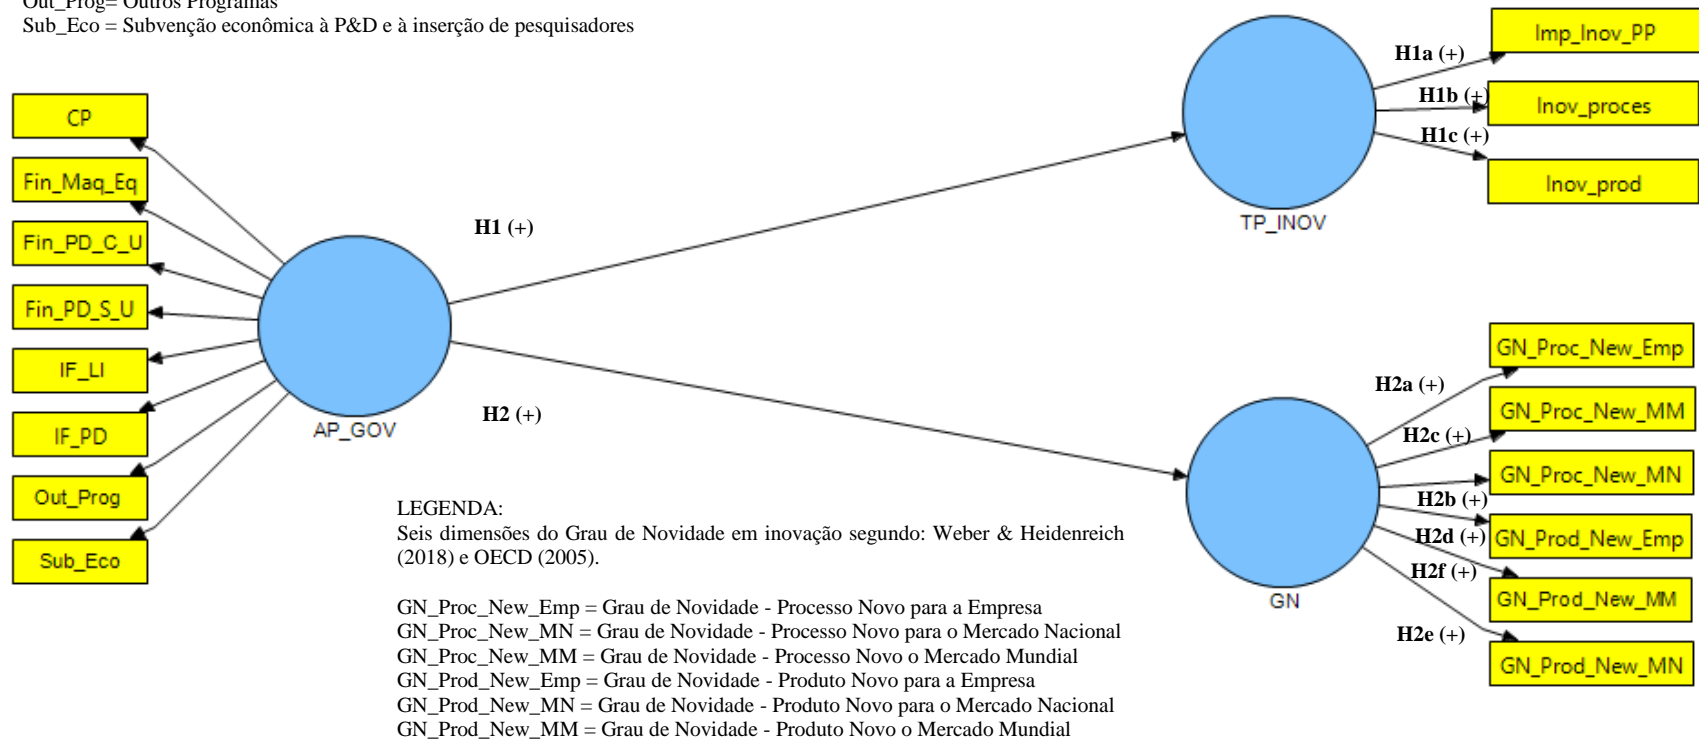 Out_Prog= Outros Programas
Sub_Eco = Subvenção econômica à P&D e à inserção de pesquisadores
CP
Fin_Maq_Eq
Fin_PD_C_U
Fin_PD_S_U
IF_LI
IF_PD
Out_Prog
Sub_Eco
AP_GOV
H1 (+)
H2 (+)
TP_INOV
H1a (+)
H1b (+)
H1c (+)
Imp_Inov_PP
Inov_proces
Inov_prod
GN
H2a (+)
H2c (+)
H2b (+)
H2d (+)
H2f (+)
H2e (+)
GN_Proc_New_Emp
GN_Proc_New_MM
GN_Proc_New_MN
GN_Prod_New_Emp
GN_Prod_New_MM
GN_Prod_New_MN
LEGENDA:
Seis dimensões do Grau de Novidade em inovação segundo: Weber & Heidenreich
(2018) e OECD (2005).
GN_Proc_New_Emp = Grau de Novidade - Processo Novo para a Empresa
GN_Proc_New_MN = Grau de Novidade - Processo Novo para o Mercado Nacional
GN_Proc_New_MM = Grau de Novidade - Processo Novo o Mercado Mundial
GN_Prod_New_Emp = Grau de Novidade - Produto Novo para a Empresa
GN_Prod_New_MN = Grau de Novidade - Produto Novo para o Mercado Nacional
GN_Prod_New_MM = Grau de Novidade - Produto Novo o Mercado Mundial